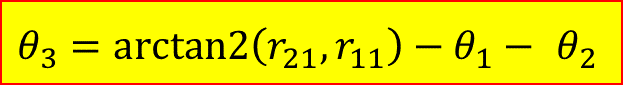 θ₃ = arctan2(r₂₁, r₁₁) − θ₁ − θ₂